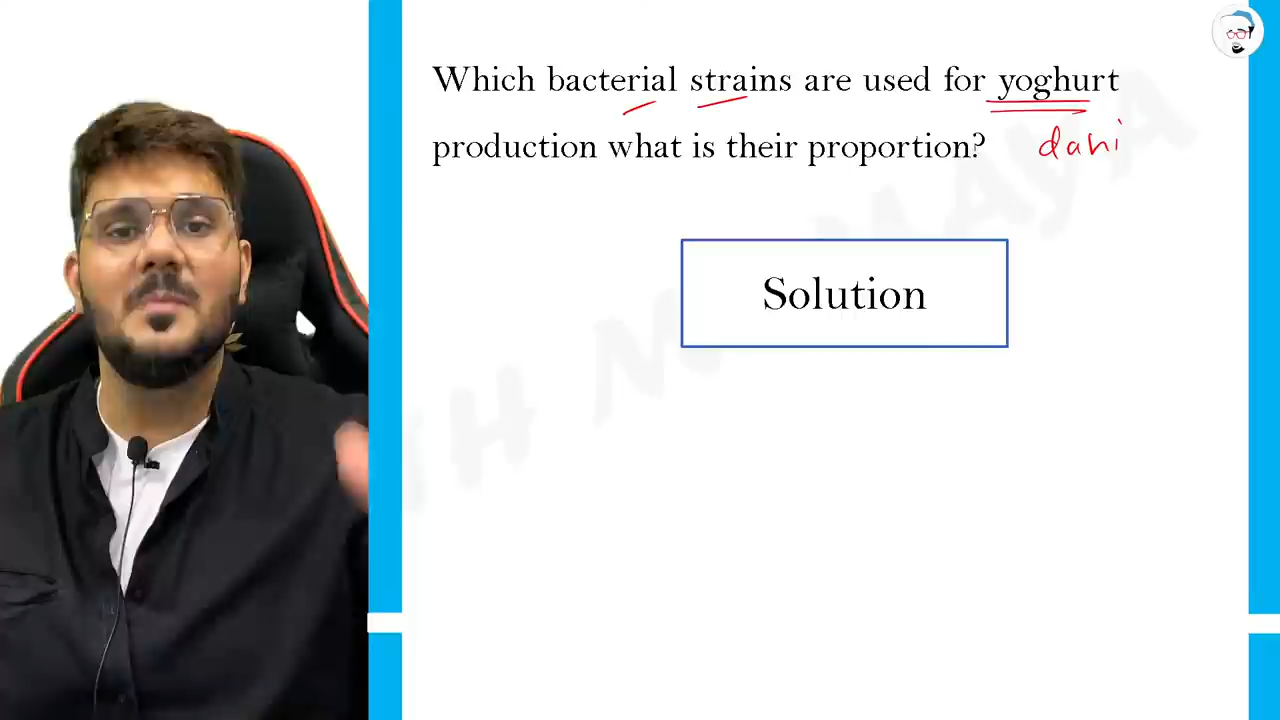 Which bacterial strains are used for yoghurt
production what is their proportion? dahi
Solution